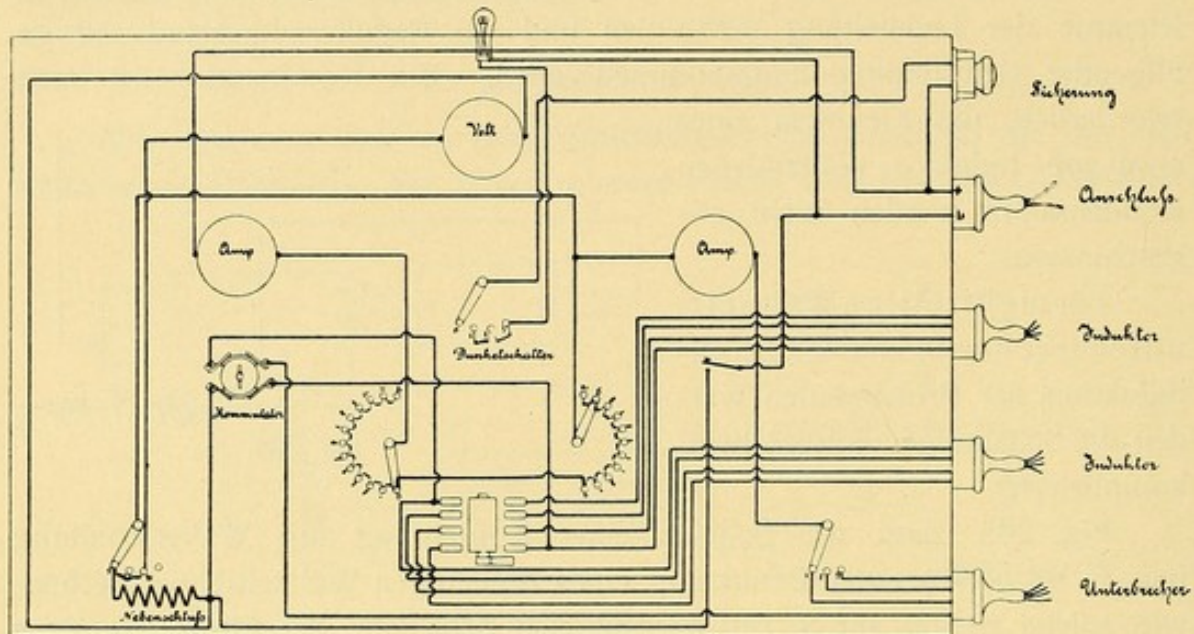 Sicherung
Volt
Anschluß.
+
Amp
Amp.
Induktor
Dunkelschalter
Kommutator
Induktor
Unterbrecher
Nebenschluß